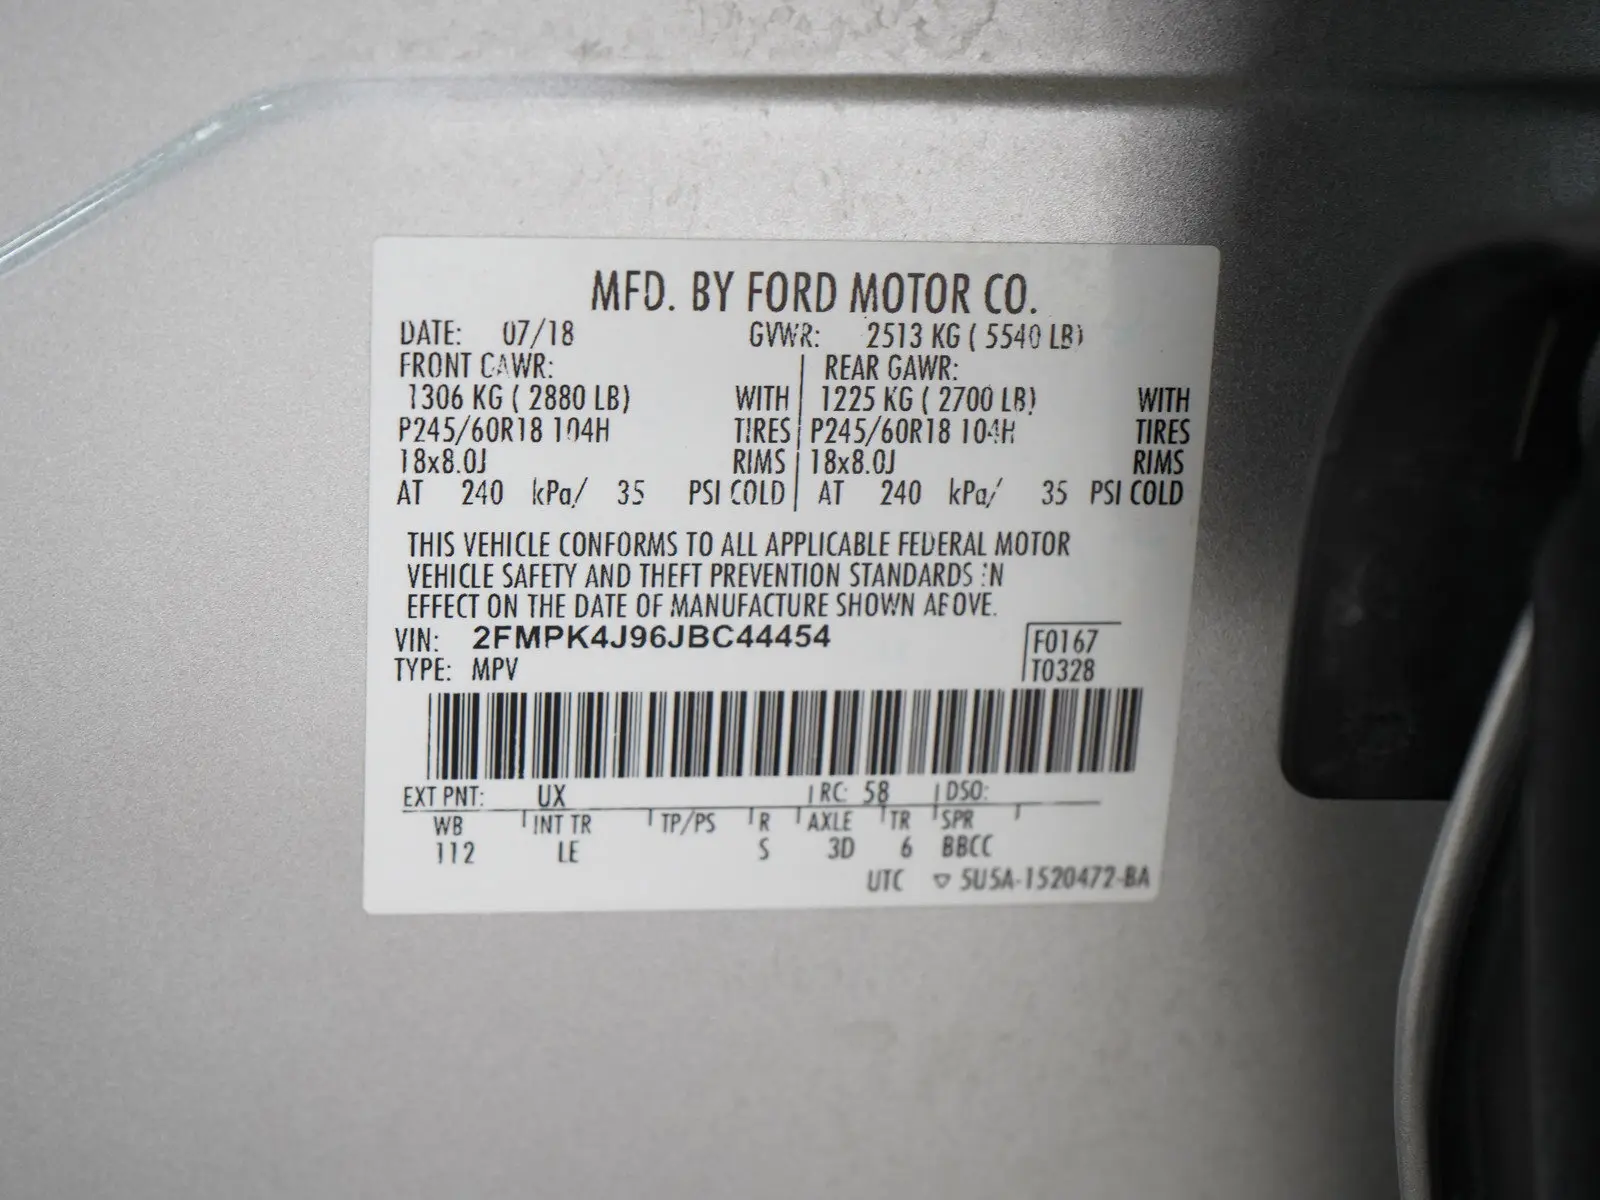 MFD. BY FORD MOTOR CO.
DATE: 07/18 GVWR: 2513 KG ( 5540 LB)
FRONT GAWR: REAR GAWR:
1306 KG ( 2880 LB) WITH 1225 KG ( 2700 LB) WITH
P245/60R18 104H TIRES P245/60R18 104H TIRES
18x8.0J RIMS 18x8.0J RIMS
AT 240 kPa/ 35 PSI COLD AT 240 kPa/ 35 PSI COLD
THIS VEHICLE CONFORMS TO ALL APPLICABLE FEDERAL MOTOR
VEHICLE SAFETY AND THEFT PREVENTION STANDARDS IN
EFFECT ON THE DATE OF MANUFACTURE SHOWN ABOVE.
VIN: 2FMPK4J96JBC44454 F0167
TYPE: MPV T0328
EXT PNT: UX RC: 58 DSO:
WB INT TR TP/PS R AXLE TR SPR
112 LE S 3D 6 BBCC
UTC ▽ 5U5A-1520472-BA